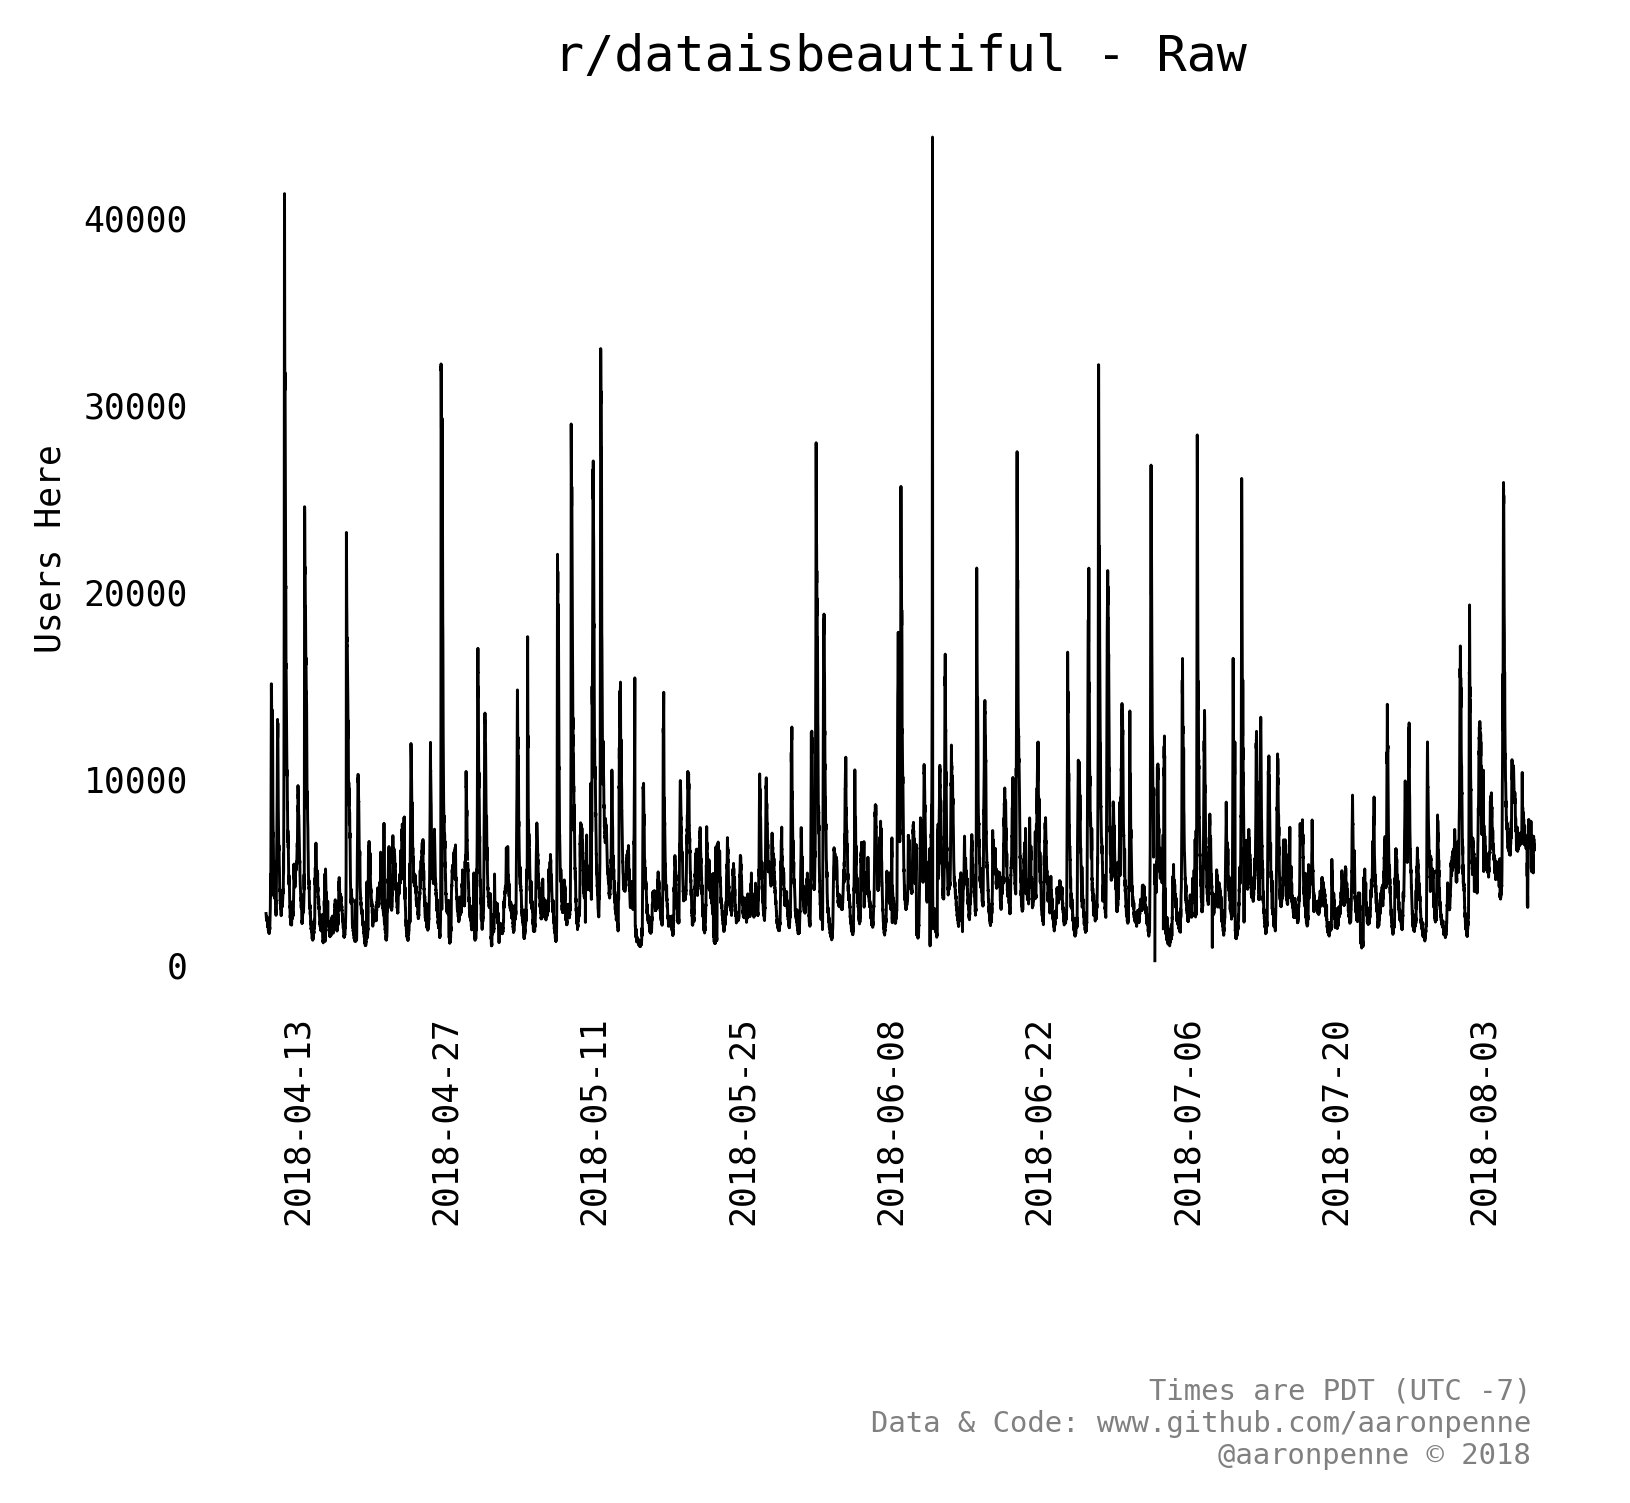 r/dataisbeautiful - Raw
Users Here
40000
30000
20000
10000
0
2018-04-13
2018-04-27
2018-05-11
2018-05-25
2018-06-08
2018-06-22
2018-07-06
2018-07-20
2018-08-03
Times are PDT (UTC -7)
Data & Code: www.github.com/aaronpenne
@aaronpenne © 2018